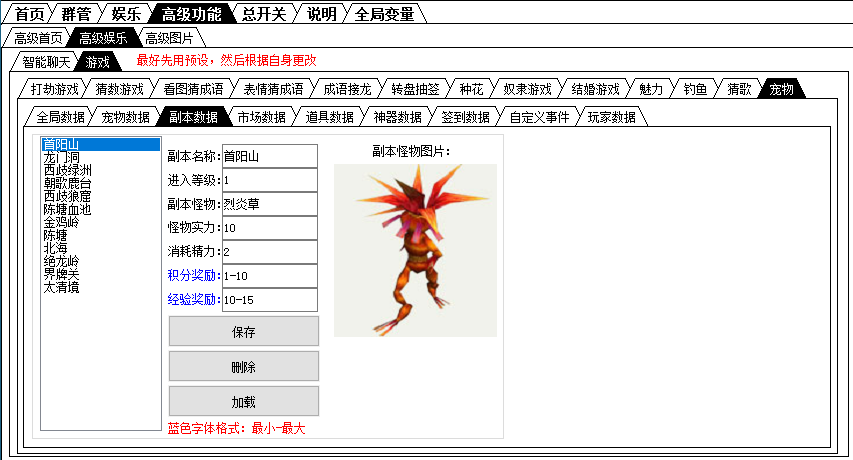 首页 群管 娱乐 高级功能 总开关 说明 全局变量
高级首页 高级娱乐 高级图片
智能聊天 游戏 最好先用预设，然后根据自身更改
打劫游戏 猜数游戏 看图猜成语 表情猜成语 成语接龙 转盘抽签 种花 奴隶游戏 结婚游戏 魅力 钓鱼 猜歌 宠物
全局数据 宠物数据 副本数据 市场数据 道具数据 神器数据 签到数据 自定义事件 玩家数据
首阳山
龙门洞
西歧绿洲
朝歌鹿台
西歧狼窟
陈塘血池
金鸡岭
陈塘
北海
绝龙岭
界牌关
太清境
副本名称:首阳山
进入等级:1
副本怪物:烈炎草
怪物实力:10
消耗精力:2
积分奖励:1-10
经验奖励:10-15
保存
删除
加载
蓝色字体格式：最小-最大
副本怪物图片：